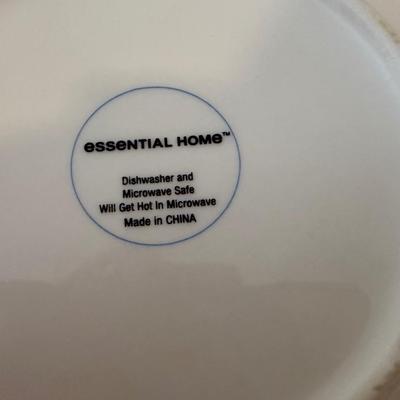 essential home™
Dishwasher and
Microwave Safe
Will Get Hot In Microwave
Made in CHINA